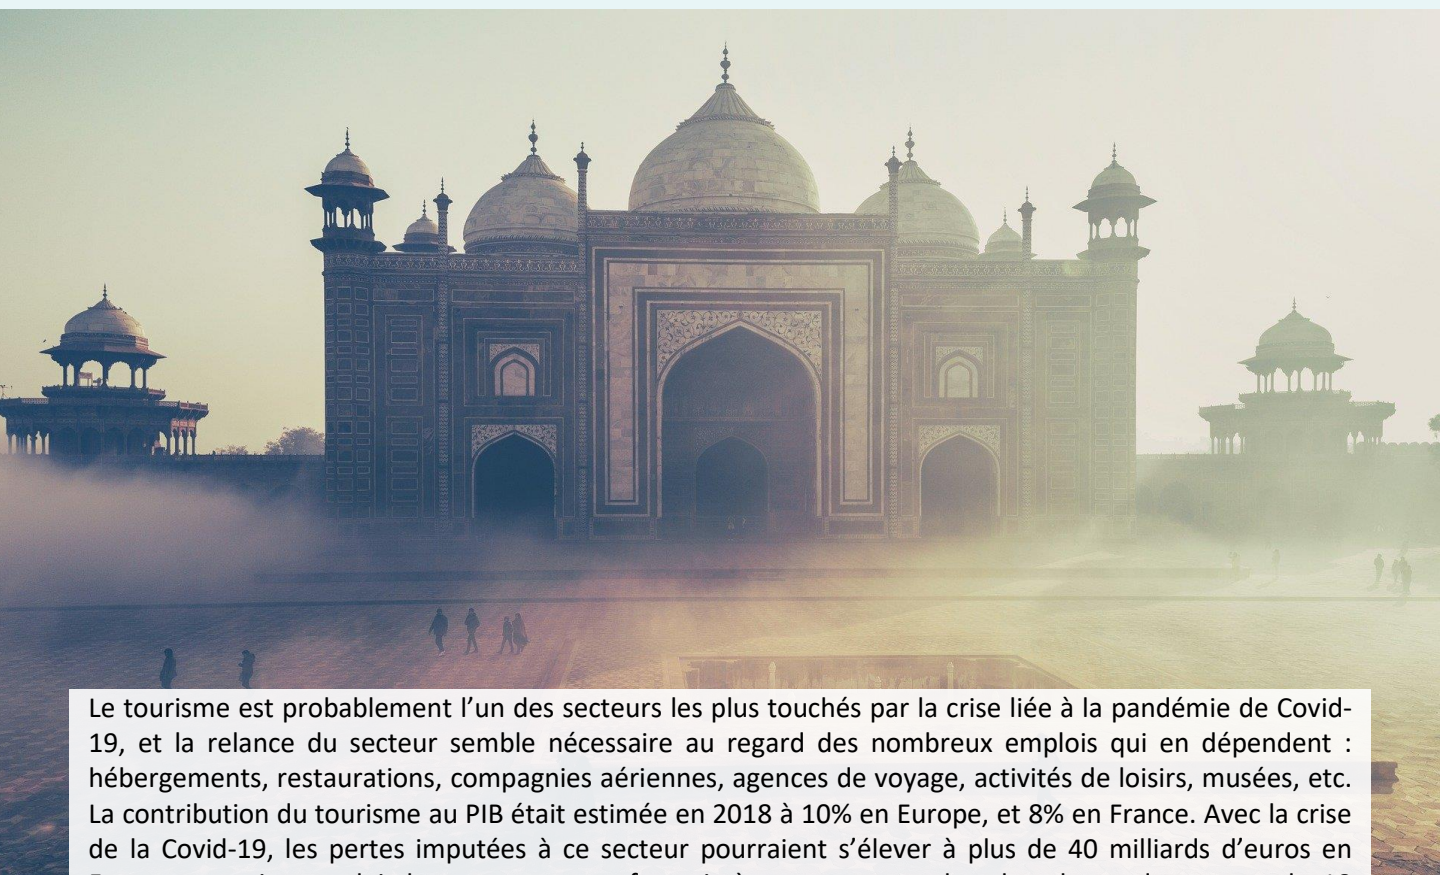 Le tourisme est probablement l’un des secteurs les plus touchés par la crise liée à la pandémie de Covid-
19, et la relance du secteur semble nécessaire au regard des nombreux emplois qui en dépendent :
hébergements, restaurations, compagnies aériennes, agences de voyage, activités de loisirs, musées, etc.
La contribution du tourisme au PIB était estimée en 2018 à 10% en Europe, et 8% en France. Avec la crise
de la Covid-19, les pertes imputées à ce secteur pourraient s’élever à plus de 40 milliards d’euros en